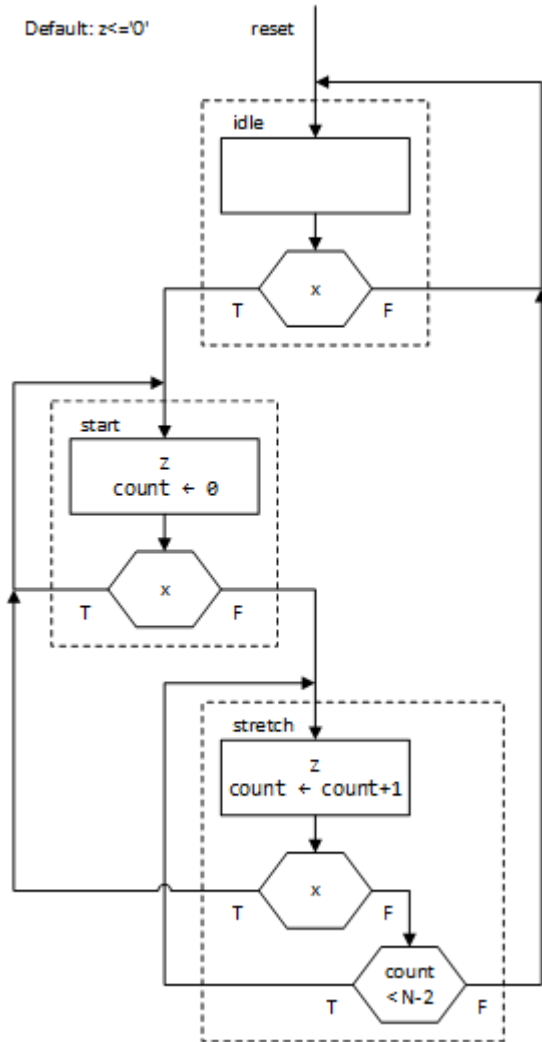 Default: z<='0'
reset
idle
x
T
F
start
z
count ← 0
x
T
F
stretch
z
count ← count+1
x
T
F
count
< N-2
T
F